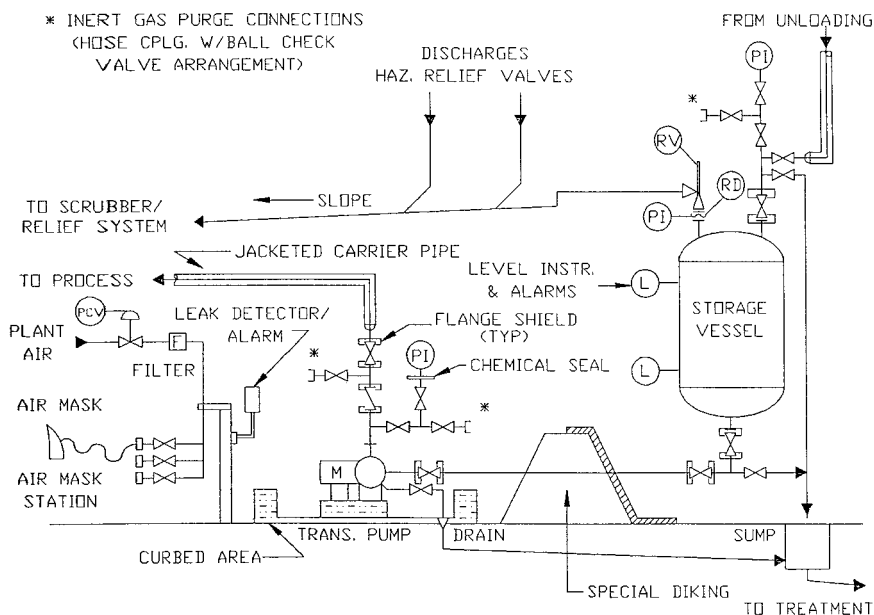 * INERT GAS PURGE CONNECTIONS
(HOSE CPLG. W/BALL CHECK
VALVE ARRANGEMENT)
DISCHARGES
HAZ. RELIEF VALVES
FROM UNLOADING
PI
*
RV
RD
PI
SLOPE
TO SCRUBBER/
RELIEF SYSTEM
JACKETED CARRIER PIPE
TO PROCESS
LEVEL INSTR.
& ALARMS
L
STORAGE
VESSEL
PCV
LEAK DETECTOR/
ALARM
FLANGE SHIELD
(TYP)
PLANT
AIR
F
FILTER
*
PI
CHEMICAL SEAL
L
*
AIR MASK
AIR MASK
STATION
M
TRANS. PUMP
DRAIN
SUMP
CURBED AREA
SPECIAL DIKING
TO TREATMENT